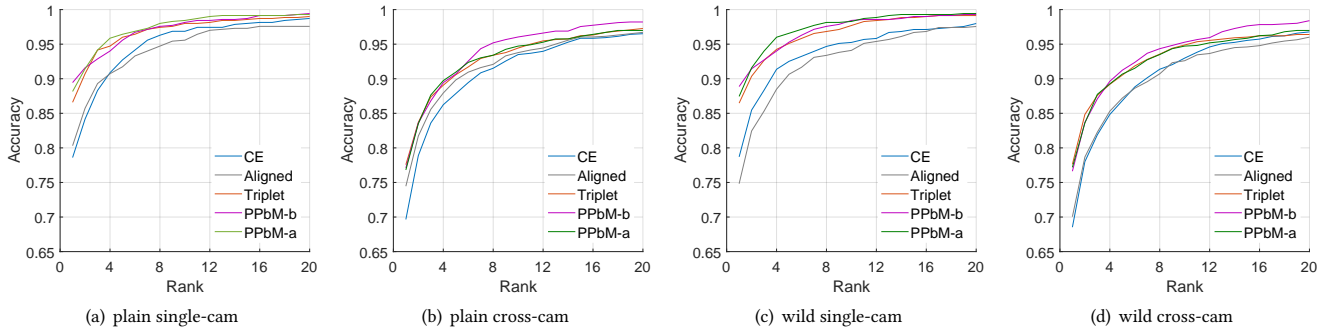 1
0.95
0.9
0.85
0.8
0.75
0.7
0.65
Accuracy
0 4 8 12 16 20
Rank
CE
Aligned
Triplet
PPbM-b
PPbM-a
(a) plain single-cam
1
0.95
0.9
0.85
0.8
0.75
0.7
0.65
Accuracy
0 4 8 12 16 20
Rank
CE
Aligned
Triplet
PPbM-b
PPbM-a
(b) plain cross-cam
1
0.95
0.9
0.85
0.8
0.75
0.7
0.65
Accuracy
0 4 8 12 16 20
Rank
CE
Aligned
Triplet
PPbM-b
PPbM-a
(c) wild single-cam
1
0.95
0.9
0.85
0.8
0.75
0.7
0.65
Accuracy
0 4 8 12 16 20
Rank
CE
Aligned
Triplet
PPbM-b
PPbM-a
(d) wild cross-cam